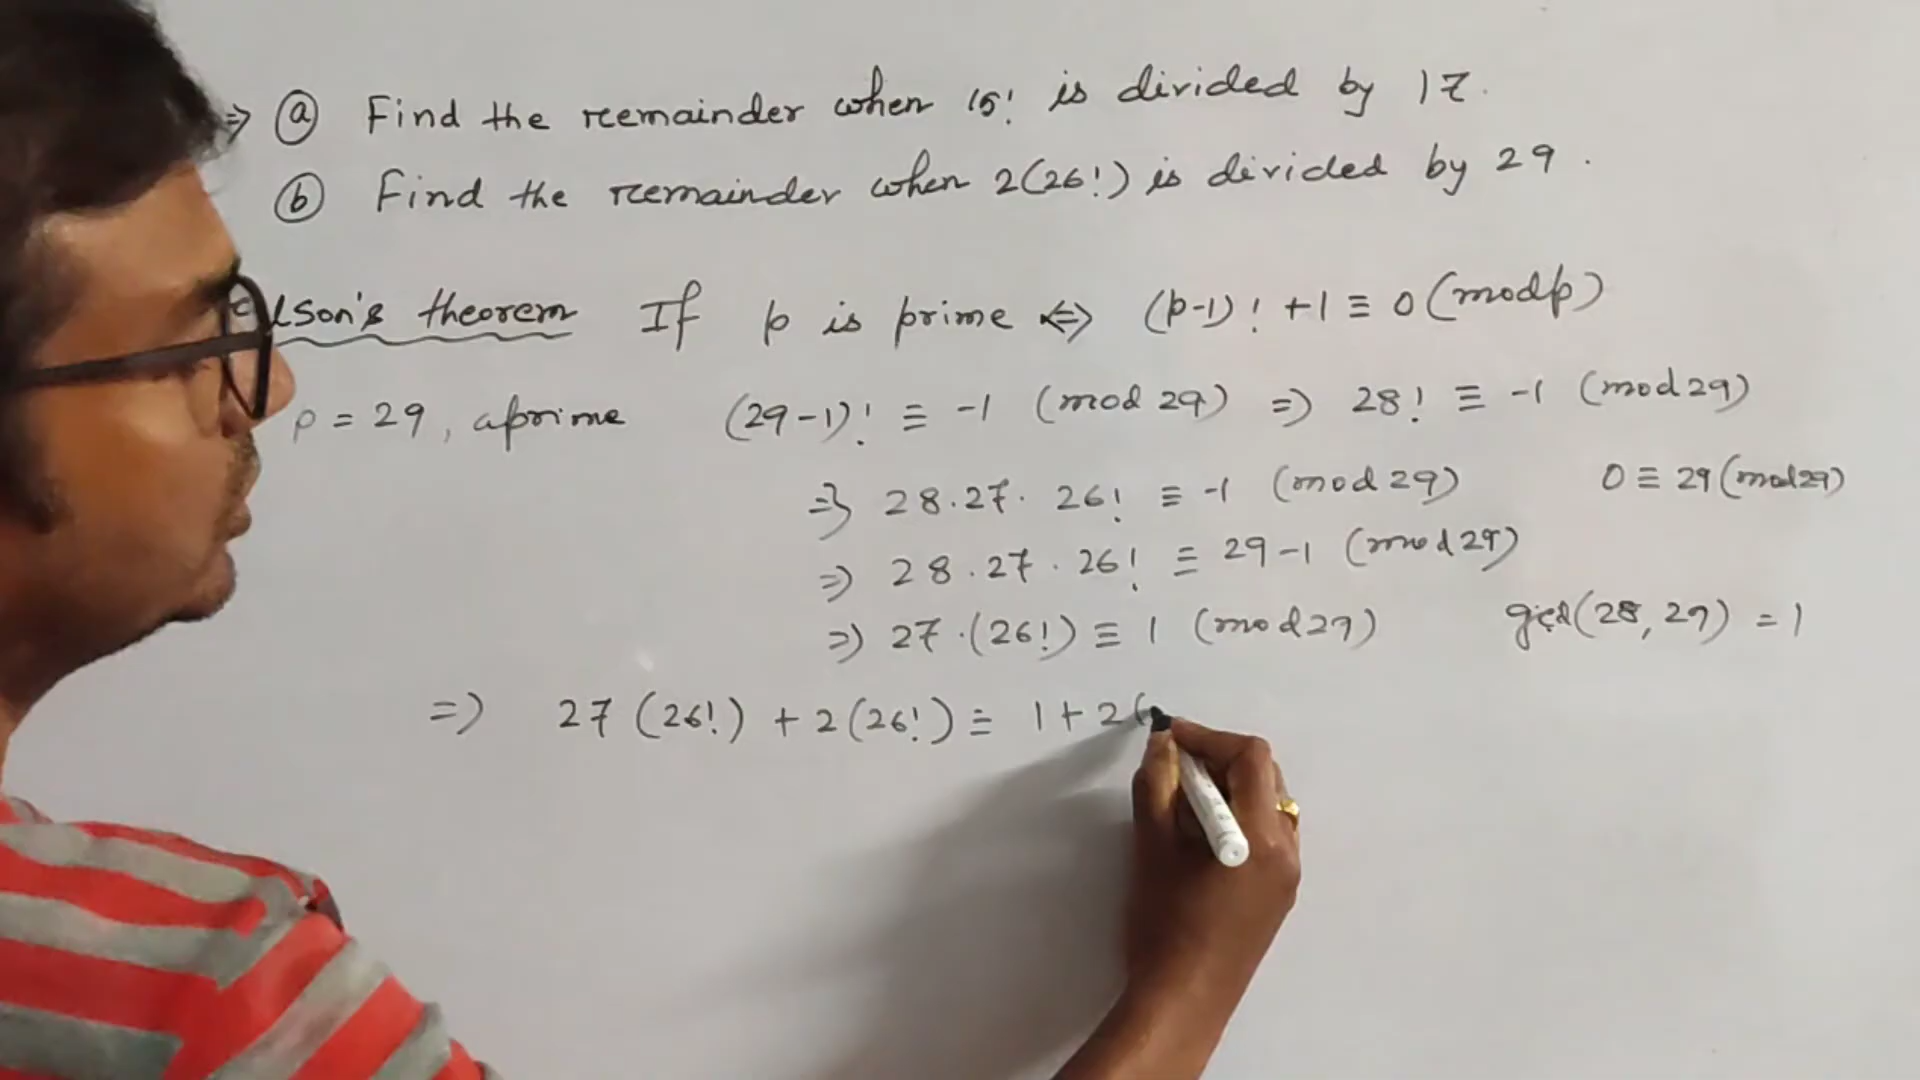 ⇒ (a) Find the remainder when 15! is divided by 17.
(b) Find the remainder when 2(26!) is divided by 29.
lson's theorem If p is prime ⇔ (p-1)! + 1 ≡ 0 (mod p)
p = 29, a prime (29-1)! ≡ -1 (mod 29) ⇒ 28! ≡ -1 (mod 29)
⇒ 28.27. 26! ≡ -1 (mod 29) 0 ≡ 29 (mod 29)
⇒ 28.27.26! ≡ 29-1 (mod 29)
⇒ 27.(26!) ≡ 1 (mod 29) gcd(28, 29) = 1
⇒ 27 (26!) + 2(26!) ≡ 1 + 2(